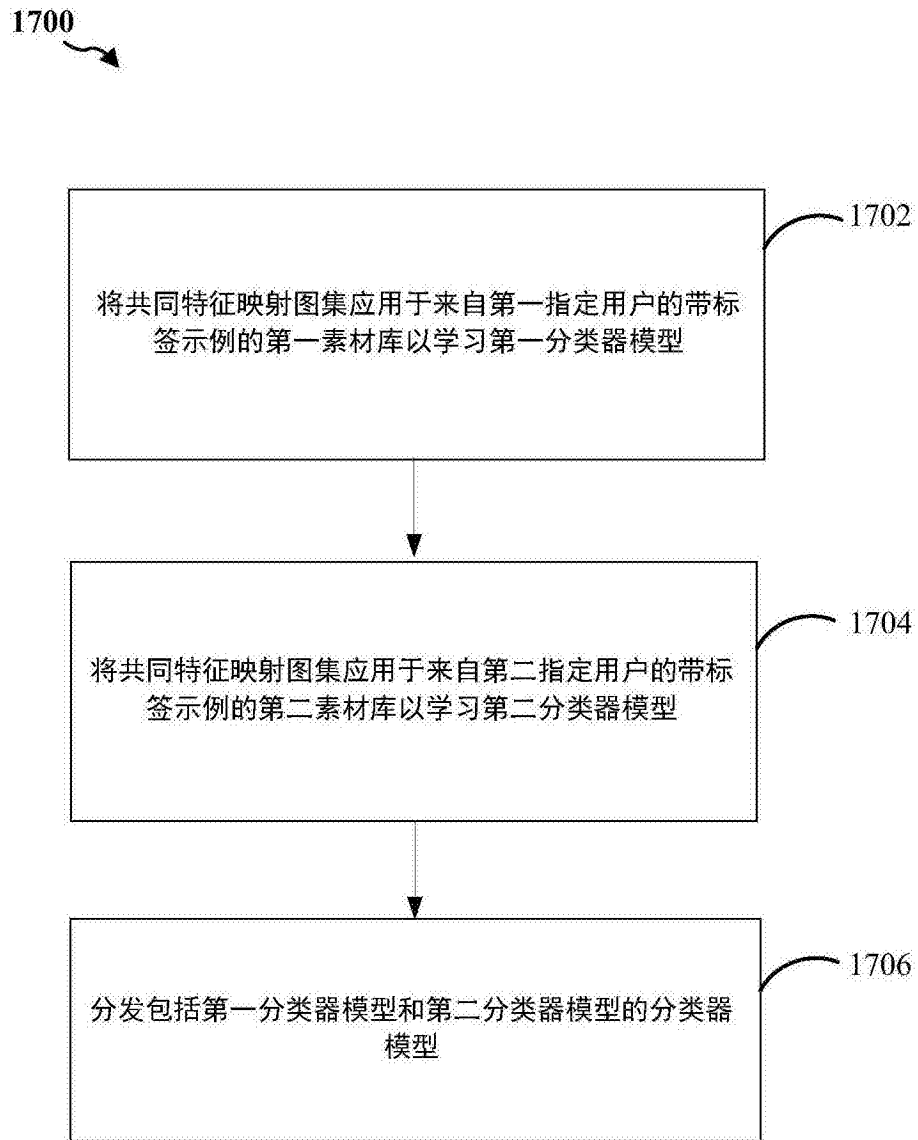 1700
1702
将共同特征映射图集应用于来自第一指定用户的带标
签示例的第一素材库以学习第一分类器模型
1704
将共同特征映射图集应用于来自第二指定用户的带标
签示例的第二素材库以学习第二分类器模型
1706
分发包括第一分类器模型和第二分类器模型的分类器
模型